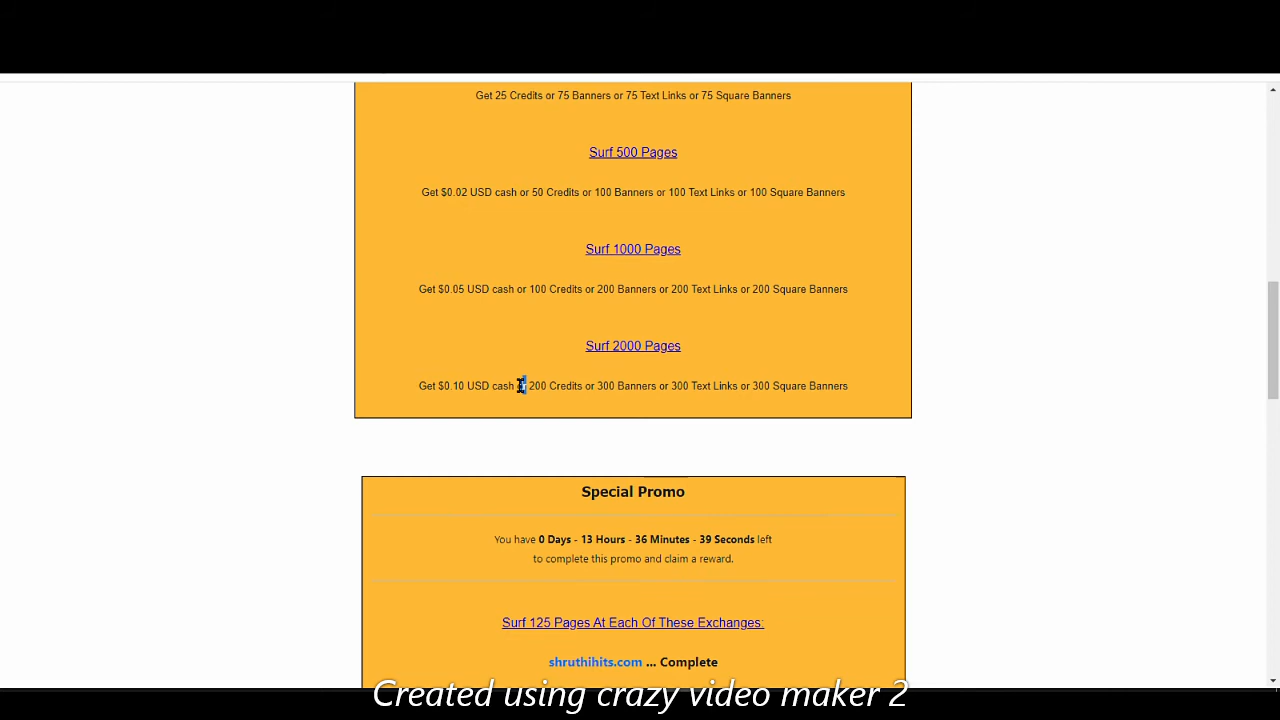 Get 25 Credits or 75 Banners or 75 Text Links or 75 Square Banners
Surf 500 Pages
Get $0.02 USD cash or 50 Credits or 100 Banners or 100 Text Links or 100 Square Banners
Surf 1000 Pages
Get $0.05 USD cash or 100 Credits or 200 Banners or 200 Text Links or 200 Square Banners
Surf 2000 Pages
Get $0.10 USD cash or 200 Credits or 300 Banners or 300 Text Links or 300 Square Banners
Special Promo
You have 0 Days - 13 Hours - 36 Minutes - 39 Seconds left
to complete this promo and claim a reward.
Surf 125 Pages At Each Of These Exchanges:
shruthihits.com ... Complete
Created using crazy video maker 2